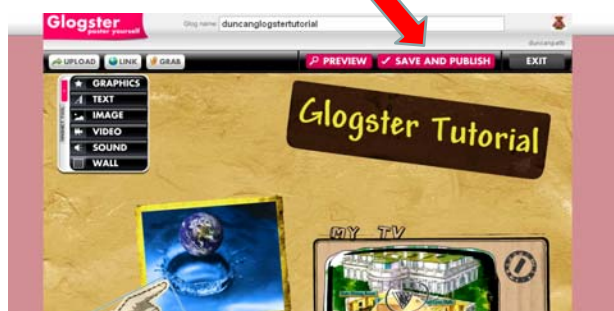 Glogster
poster yourself
Glog name duncanglogstertutorial
duncanpatti
UPLOAD LINK GRAB PREVIEW SAVE AND PUBLISH EXIT
GRAPHICS
TEXT
IMAGE
VIDEO
SOUND
WALL
Glogster Tutorial
MY TV